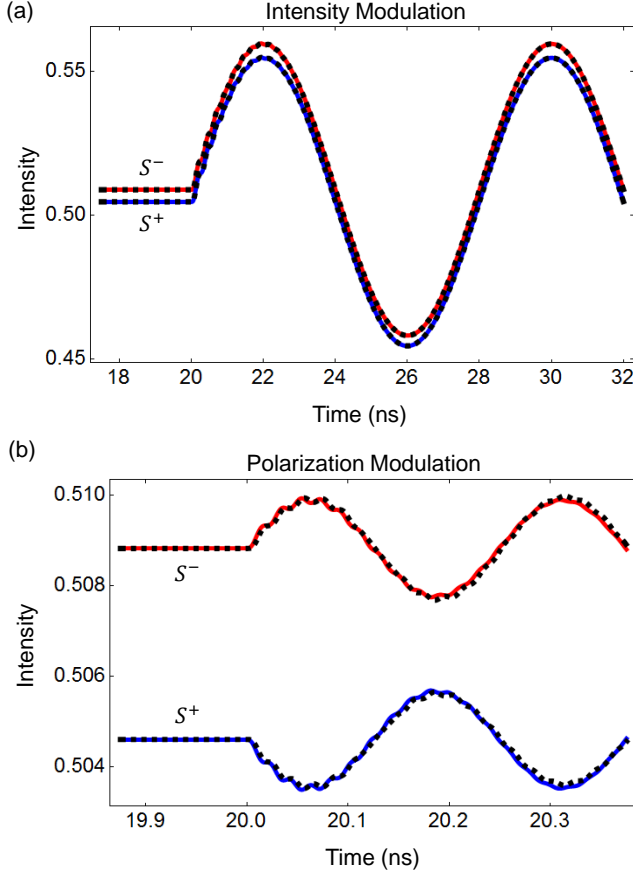 (a)
Intensity Modulation
0.55
0.50
0.45
Intensity
S⁻
S⁺
18 20 22 24 26 28 30 32
Time (ns)
(b)
Polarization Modulation
0.510
0.508
0.506
0.504
Intensity
S⁻
S⁺
19.9 20.0 20.1 20.2 20.3
Time (ns)